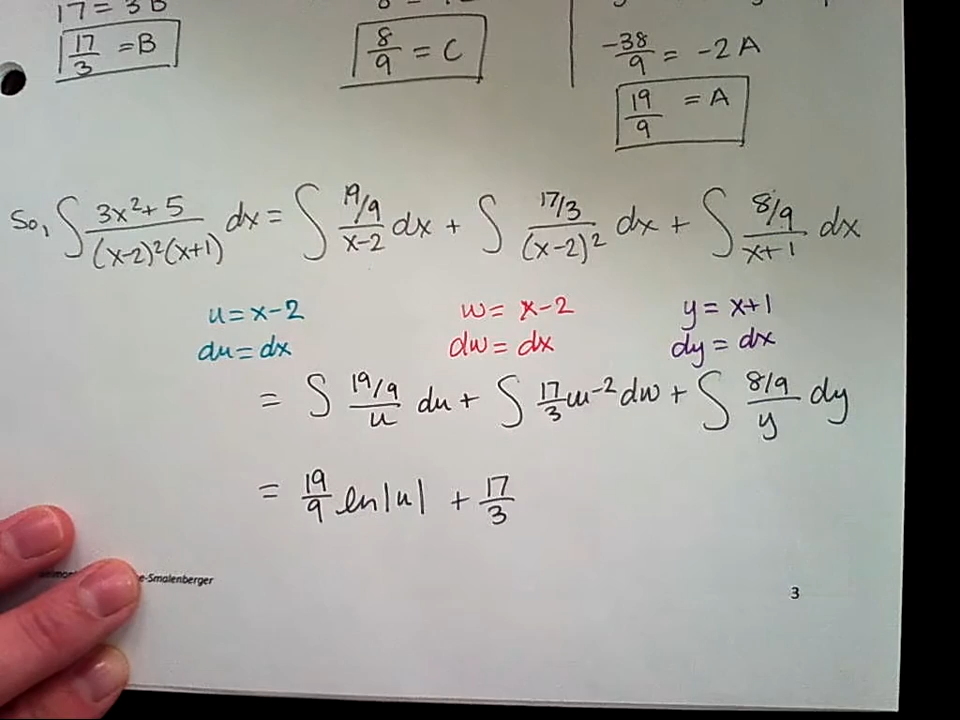 17 = 3B
17/3 = B
8/9 = C
-38/9 = -2A
19/9 = A
So, ∫ 3x²+5/(x-2)²(x+1) dx = ∫ 19/9/x-2 dx + ∫ 17/3/(x-2)² dx + ∫ 8/9/x+1 dx
u = x-2 w = x-2 y = x+1
du = dx dw = dx dy = dx
= ∫ 19/9/u du + ∫ 17/3 w⁻² dw + ∫ 8/9/y dy
= 19/9 ln|u| + 17/3
e-Smalenberger
3